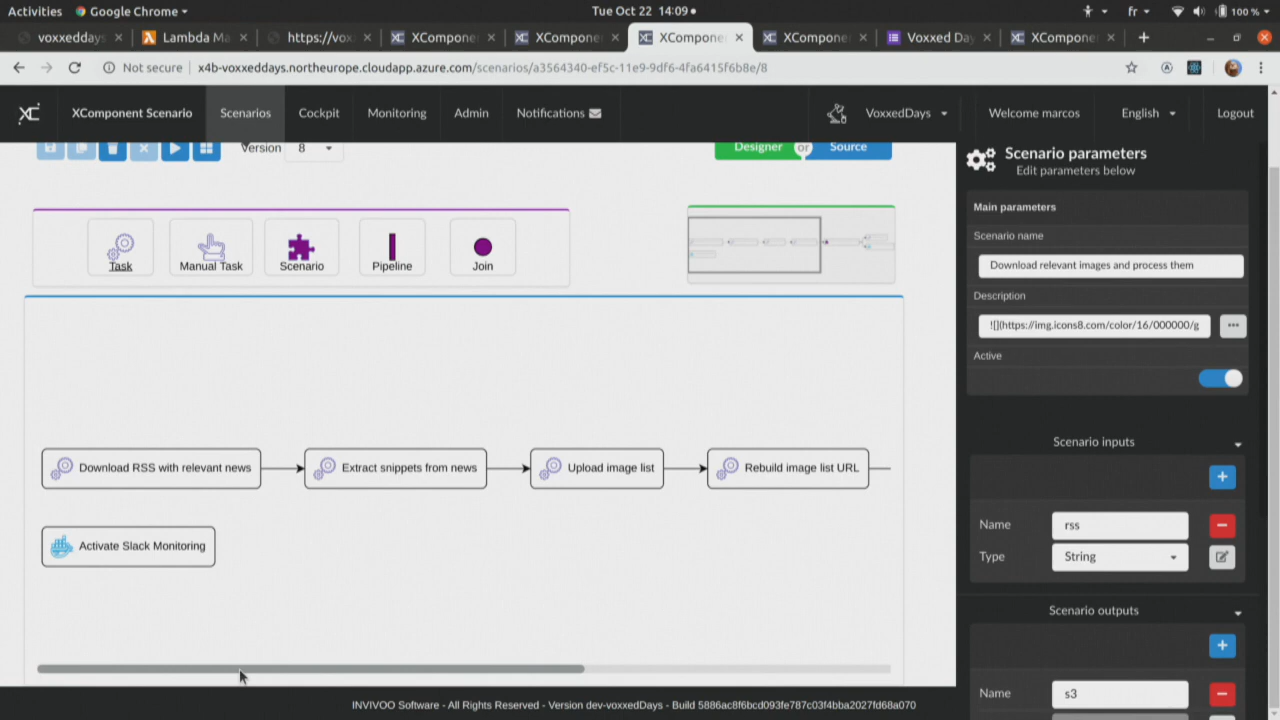 Activities
Google Chrome
Tue Oct 22 14:09
fr
100 %
voxxeddays
Lambda Ma
https://vox
XCompone
XCompone
XCompone
XCompone
Voxxed Day
XCompone
Not secure
x4b-voxxeddays.northeurope.cloudapp.azure.com/scenarios/a3564340-ef5c-11e9-9df6-4fa6415f6b8e/8
XComponent Scenario
Scenarios
Cockpit
Monitoring
Admin
Notifications
VoxxedDays
Welcome marcos
English
Logout
Version
8
Designer
or
Source
Scenario parameters
Edit parameters below
Main parameters
Scenario name
Download relevant images and process them
Description
![](https://img.icons8.com/color/16/000000/g
Active
Task
Manual Task
Scenario
Pipeline
Join
Download RSS with relevant news
Extract snippets from news
Upload image list
Rebuild image list URL
Activate Slack Monitoring
Scenario inputs
Name
rss
Type
String
Scenario outputs
Name
s3
INVIVOO Software - All Rights Reserved - Version dev-voxxedDays - Build 5886ac8f6bcd093fe787c03f4bba2027fd68a070